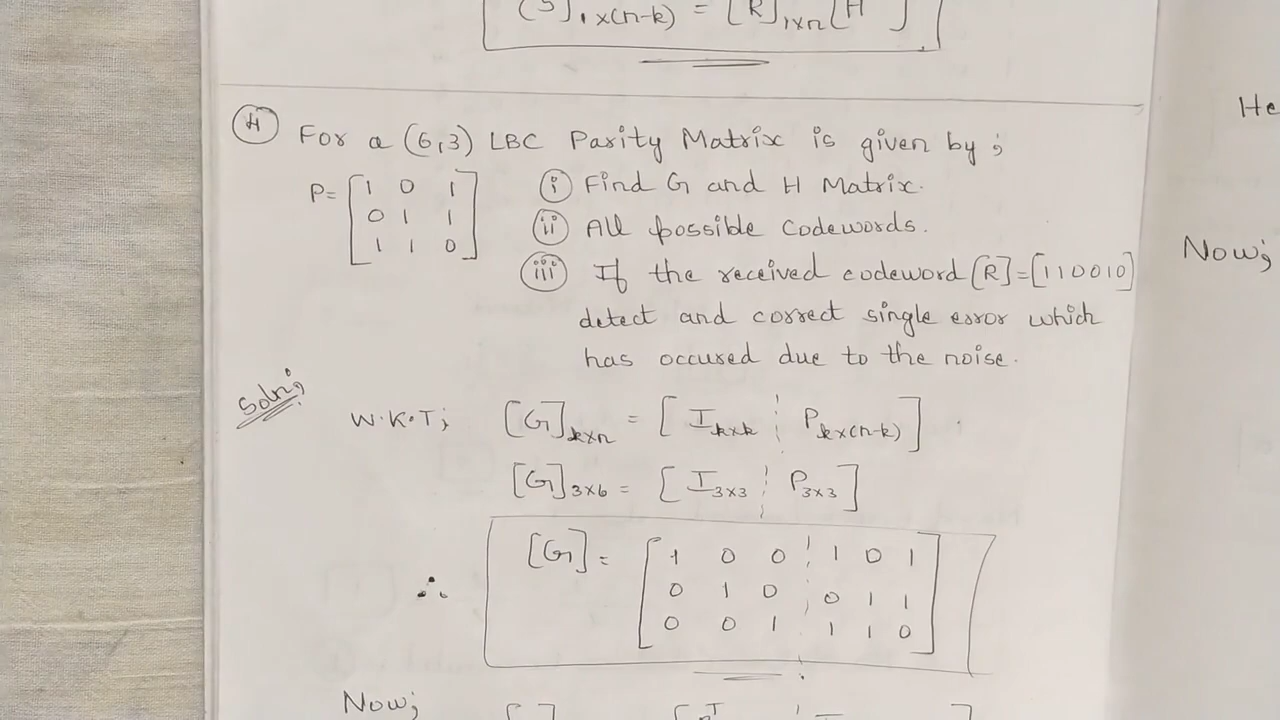 [S]1×(n-k) = [R]1×n [H
He
(4) For a (6,3) LBC Parity Matrix is given by ;
P= [1 0 1
0 1 1
1 1 0]
(i) Find G and H Matrix.
(ii) All possible Codewords.
(iii) If the received codeword [R]=[110010]
detect and correct single error which
has occured due to the noise.
Now;
Soln;
W.K.T; [G]k×n = [ Ik×k ¦ Pk×(n-k) ]
[G]3×6 = [ I3×3 ¦ P3×3 ]
∴ [G] = [1 0 0 ¦ 1 0 1
0 1 0 ¦ 0 1 1
0 0 1 ¦ 1 1 0]
Now;